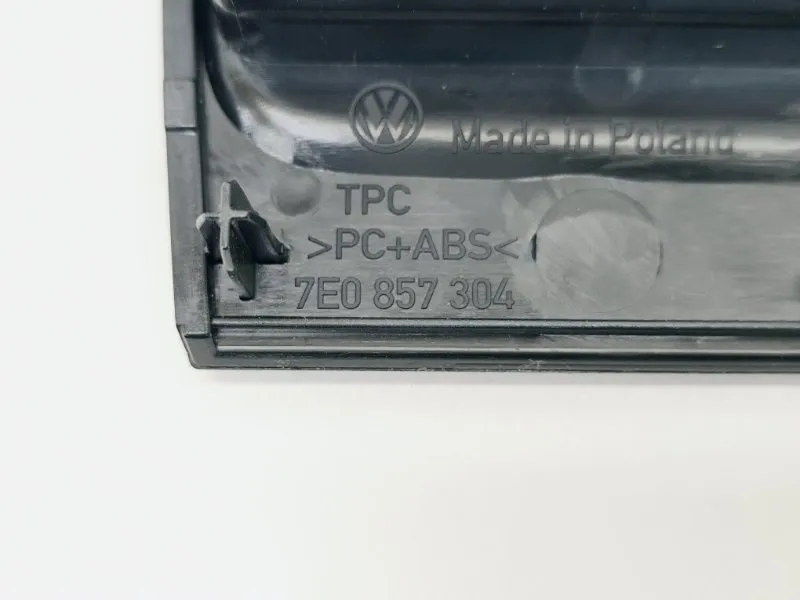 Made in Poland
TPC
>PC+ABS<
7E0 857 304